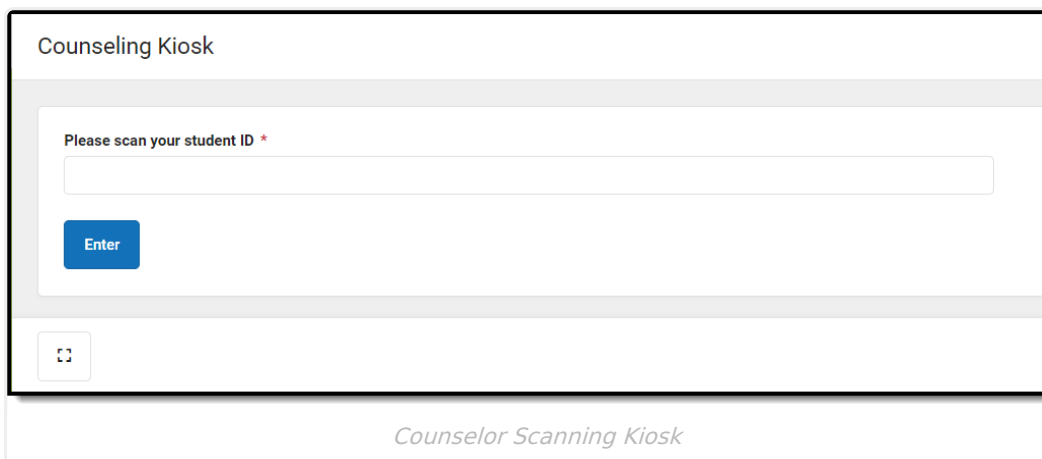 Counseling Kiosk
Please scan your student ID *
Enter
Counselor Scanning Kiosk